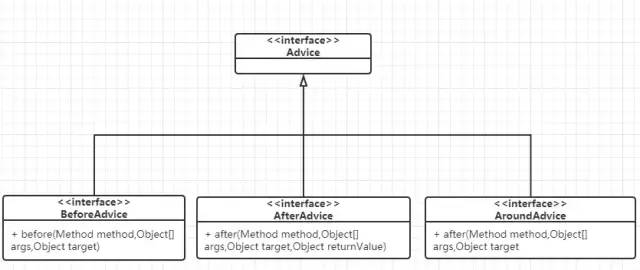 <<interface>>
Advice
<<interface>>
BeforeAdvice
+ before(Method method,Object[]
args,Object target)
<<interface>>
AfterAdvice
+ after(Method method,Object[]
args,Object target,Object returnValue)
<<interface>>
AroundAdvice
+ after(Method method,Object[]
args,Object target